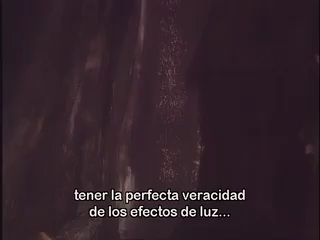 tener la perfecta veracidad
de los efectos de luz...